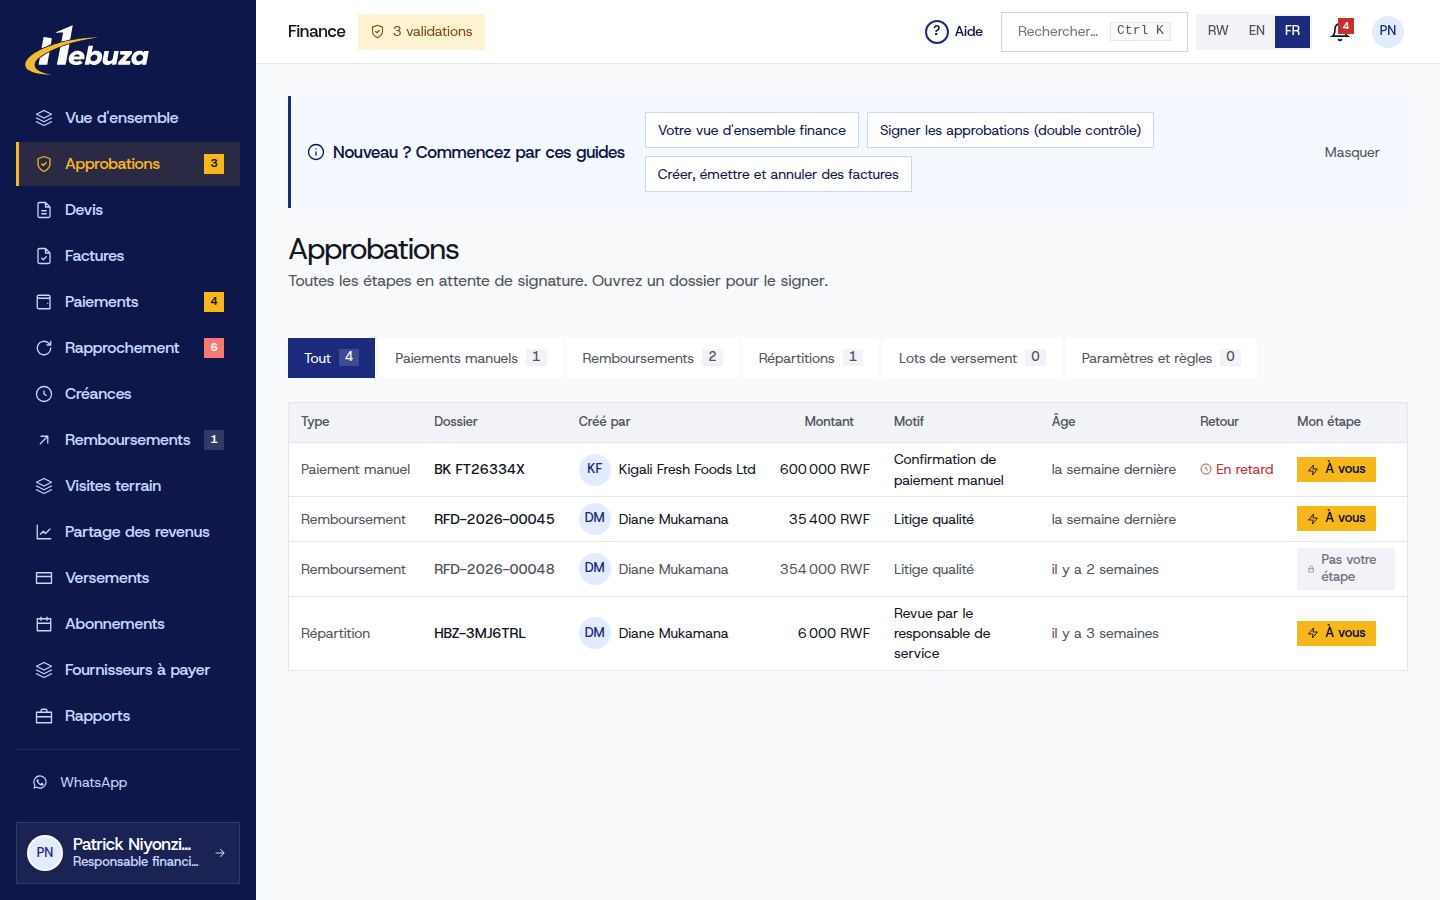 Hebuza
Vue d'ensemble
Approbations 3
Devis
Factures
Paiements 4
Rapprochement 6
Créances
Remboursements 1
Visites terrain
Partage des revenus
Versements
Abonnements
Fournisseurs à payer
Rapports
WhatsApp
PN Patrick Niyonzi...
Responsable financi...
Finance 3 validations ? Aide Rechercher... Ctrl K RW EN FR 4 PN
Nouveau ? Commencez par ces guides
Votre vue d'ensemble finance Signer les approbations (double contrôle)
Créer, émettre et annuler des factures
Masquer
Approbations
Toutes les étapes en attente de signature. Ouvrez un dossier pour le signer.
Tout 4 Paiements manuels 1 Remboursements 2 Répartitions 1 Lots de versement 0 Paramètres et règles 0
Type Dossier Créé par Montant Motif Âge Retour Mon étape
Paiement manuel BK FT26334X KF Kigali Fresh Foods Ltd 600 000 RWF Confirmation de
paiement manuel la semaine dernière En retard À vous
Remboursement RFD-2026-00045 DM Diane Mukamana 35 400 RWF Litige qualité la semaine dernière À vous
Remboursement RFD-2026-00048 DM Diane Mukamana 354 000 RWF Litige qualité il y a 2 semaines Pas votre
étape
Répartition HBZ-3MJ6TRL DM Diane Mukamana 6 000 RWF Revue par le
responsable de
service il y a 3 semaines À vous